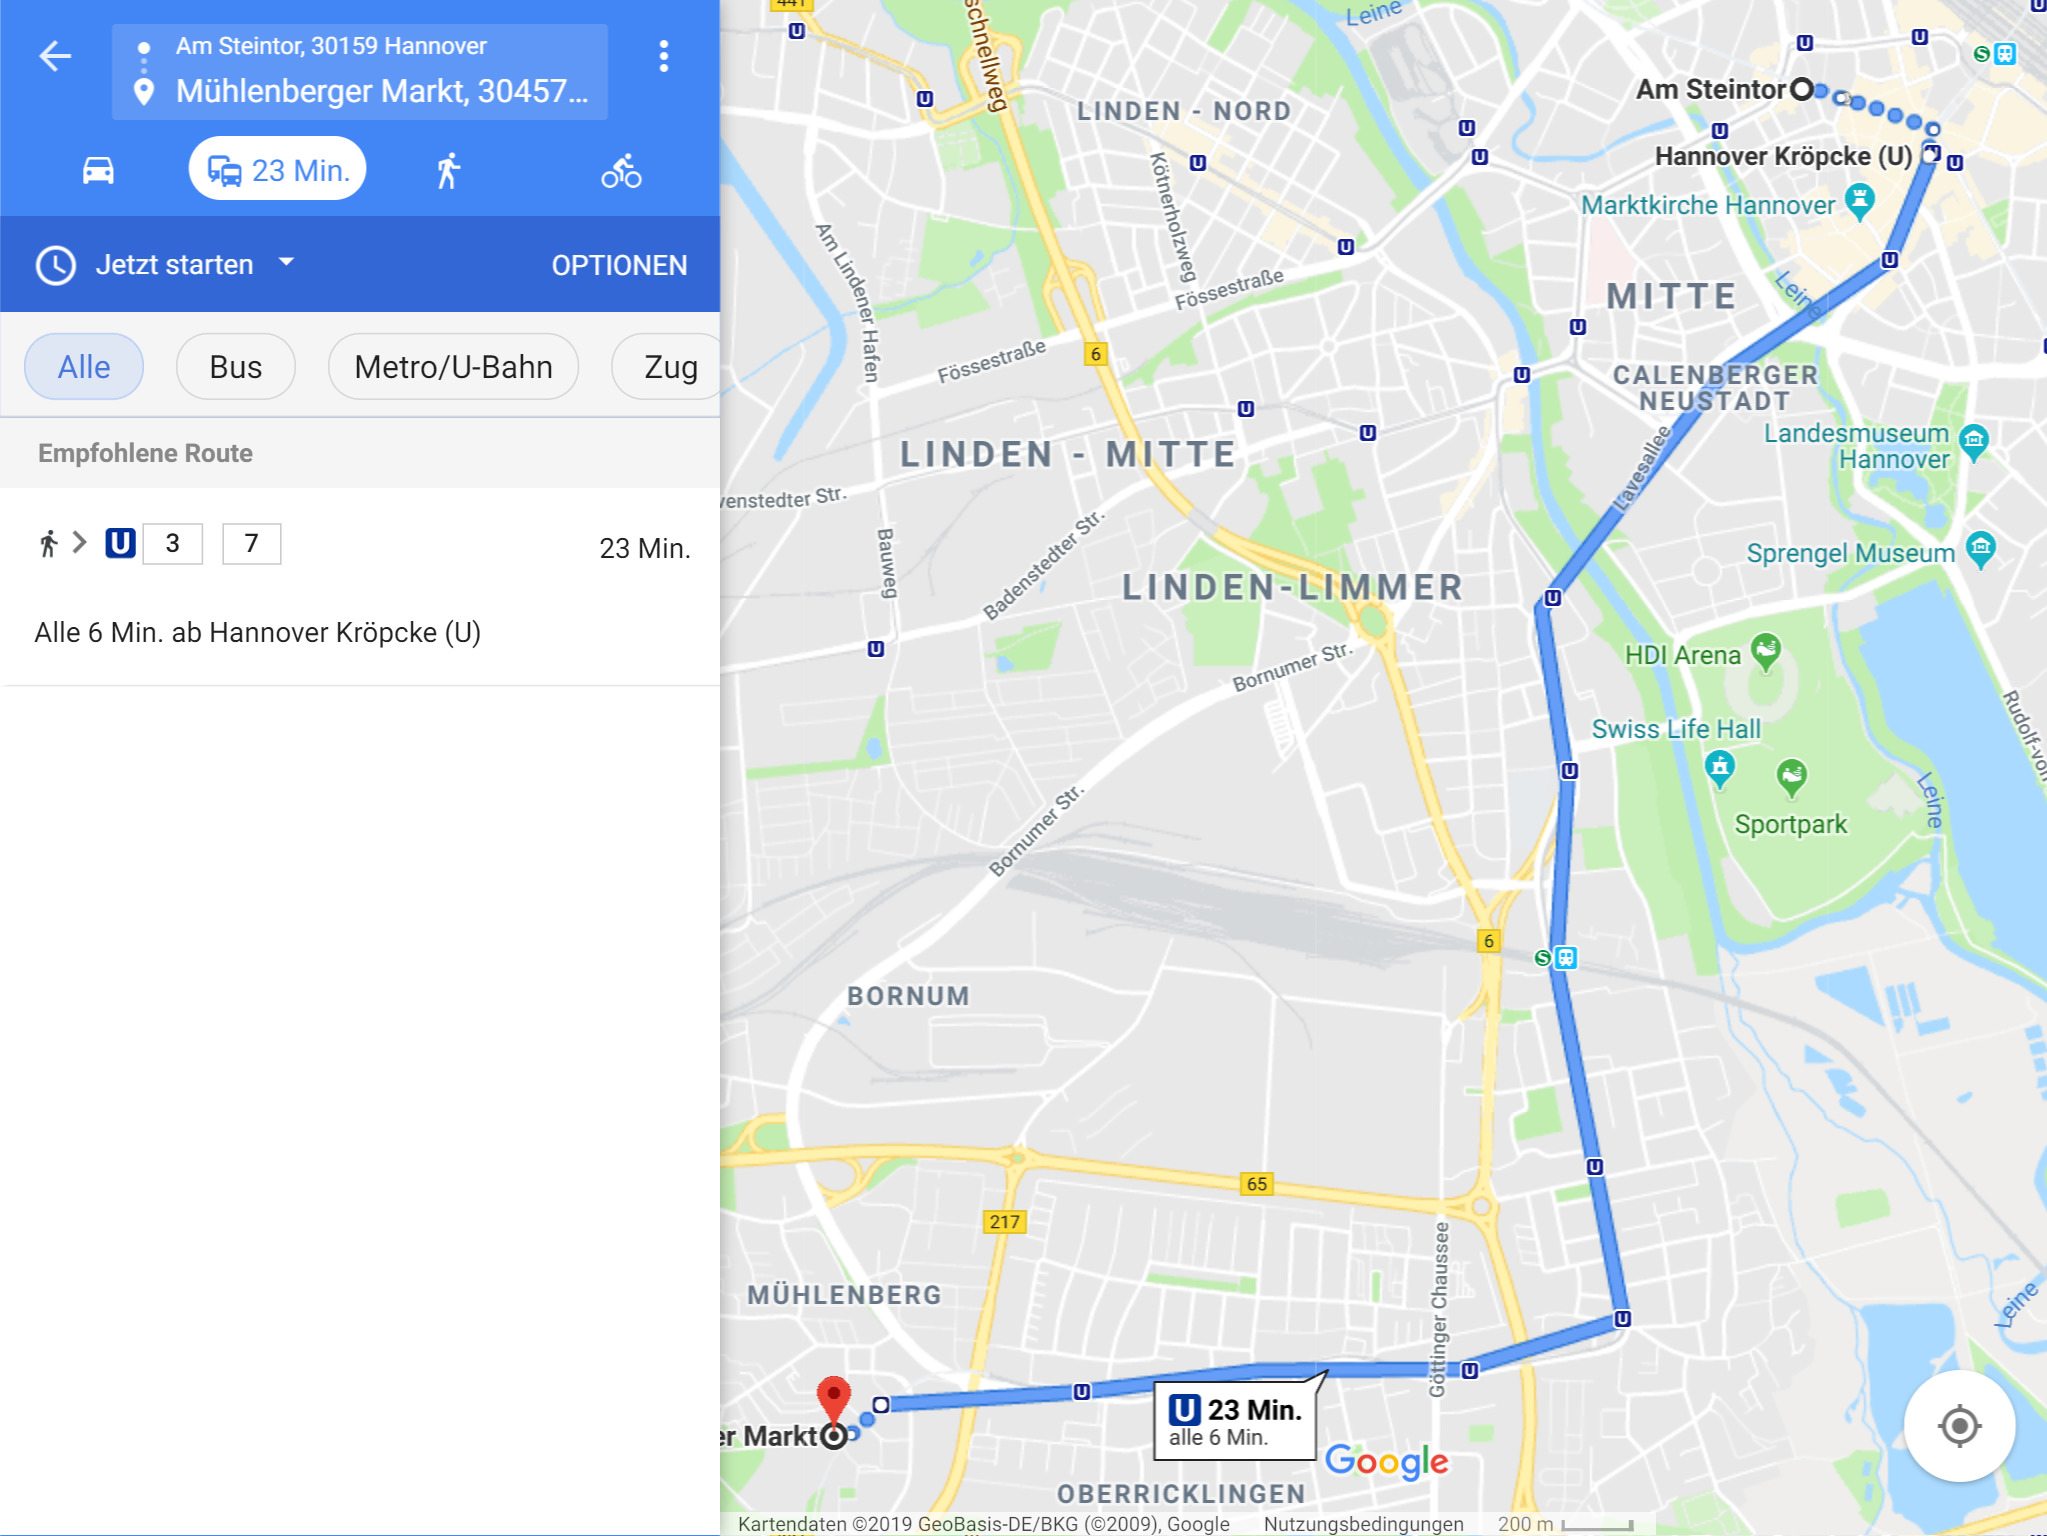 Am Steintor, 30159 Hannover
Mühlenberger Markt, 30457...
23 Min.
Jetzt starten
OPTIONEN
Alle
Bus
Metro/U-Bahn
Zug
Empfohlene Route
U 3 7
23 Min.
Alle 6 Min. ab Hannover Kröpcke (U)
441
schnellweg
Leine
LINDEN - NORD
Am Steintor
Hannover Kröpcke (U)
Marktkirche Hannover
Kötnerholzweg
Am Lindener Hafen
Fössestraße
Fössestraße
6
MITTE
Leine
CALENBERGER
NEUSTADT
Landesmuseum
Hannover
LINDEN - MITTE
Lavesallee
venstedter Str.
Bauweg
Badenstedter Str.
Sprengel Museum
LINDEN-LIMMER
Bornumer Str.
HDI Arena
Swiss Life Hall
Sportpark
Leine
Rudolf-von
Bornumer Str.
6
S
BORNUM
65
217
Göttinger Chaussee
MÜHLENBERG
Leine
er Markt
U 23 Min.
alle 6 Min.
Google
OBERRICKLINGEN
Kartendaten ©2019 GeoBasis-DE/BKG (©2009), Google
Nutzungsbedingungen
200 m